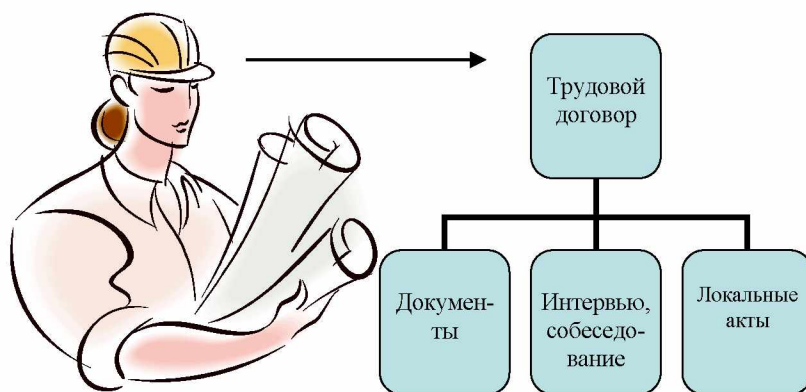 Трудовой
договор
Докумен-
ты
Интервью,
собеседо-
вание
Локальные
акты